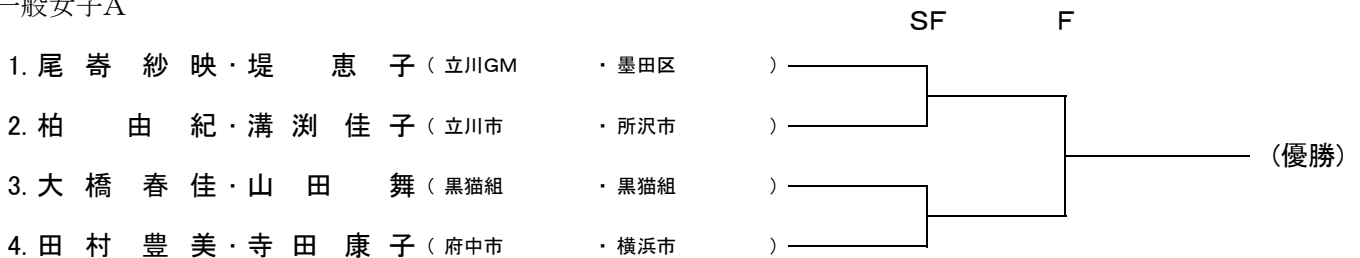 一般女子A
SF F
1. 尾 嵜 紗 映・堤 恵 子 ( 立川GM ・ 墨田区 )
2. 柏 由 紀・溝 渕 佳 子 ( 立川市 ・ 所沢市 )
(優勝)
3. 大 橋 春 佳・山 田 舞 ( 黒猫組 ・ 黒猫組 )
4. 田 村 豊 美・寺 田 康 子 ( 府中市 ・ 横浜市 )